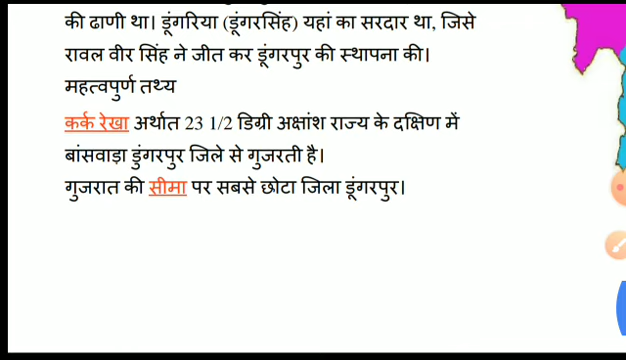 की ढाणी था। डूंगरिया (डूंगरसिंह) यहां का सरदार था, जिसे
रावल वीर सिंह ने जीत कर डूंगरपुर की स्थापना की।
महत्वपुर्ण तथ्य
कर्क रेखा अर्थात 23 1/2 डिग्री अक्षांश राज्य के दक्षिण में
बांसवाड़ा डुंगरपुर जिले से गुजरती है।
गुजरात की सीमा पर सबसे छोटा जिला डूंगरपुर।